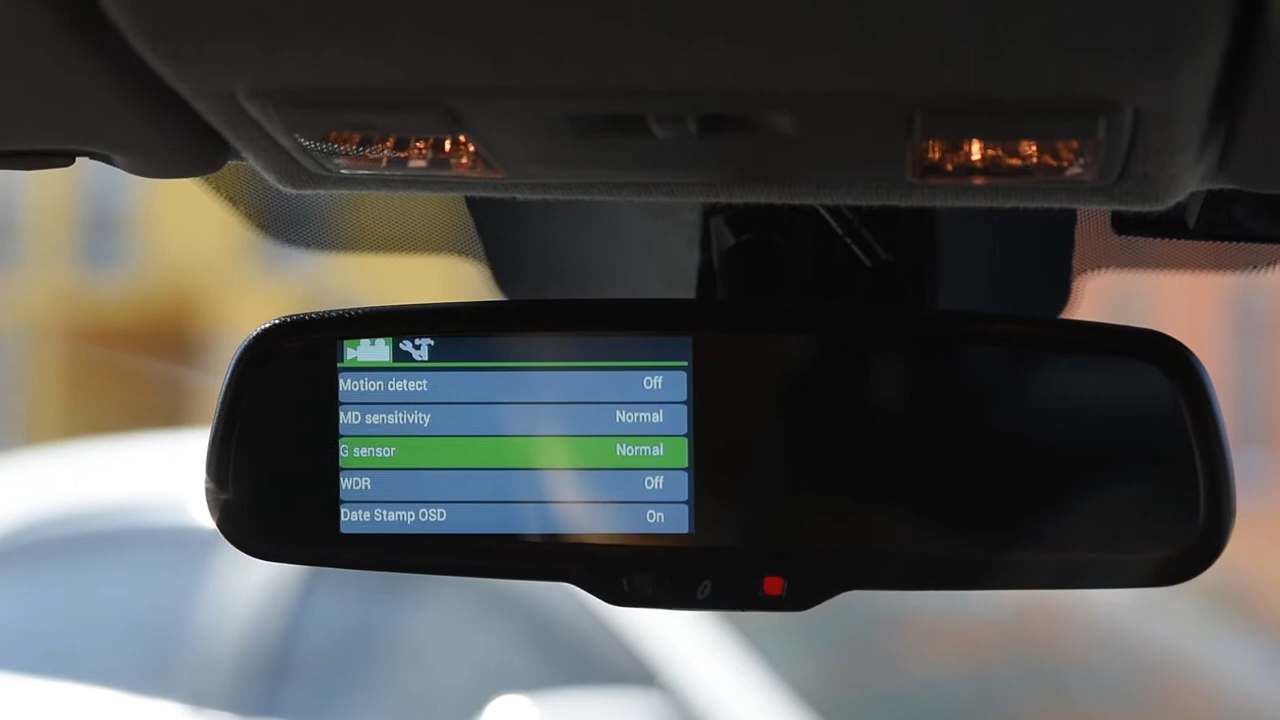 Motion detect Off
MD sensitivity Normal
G sensor Normal
WDR Off
Date Stamp OSD On